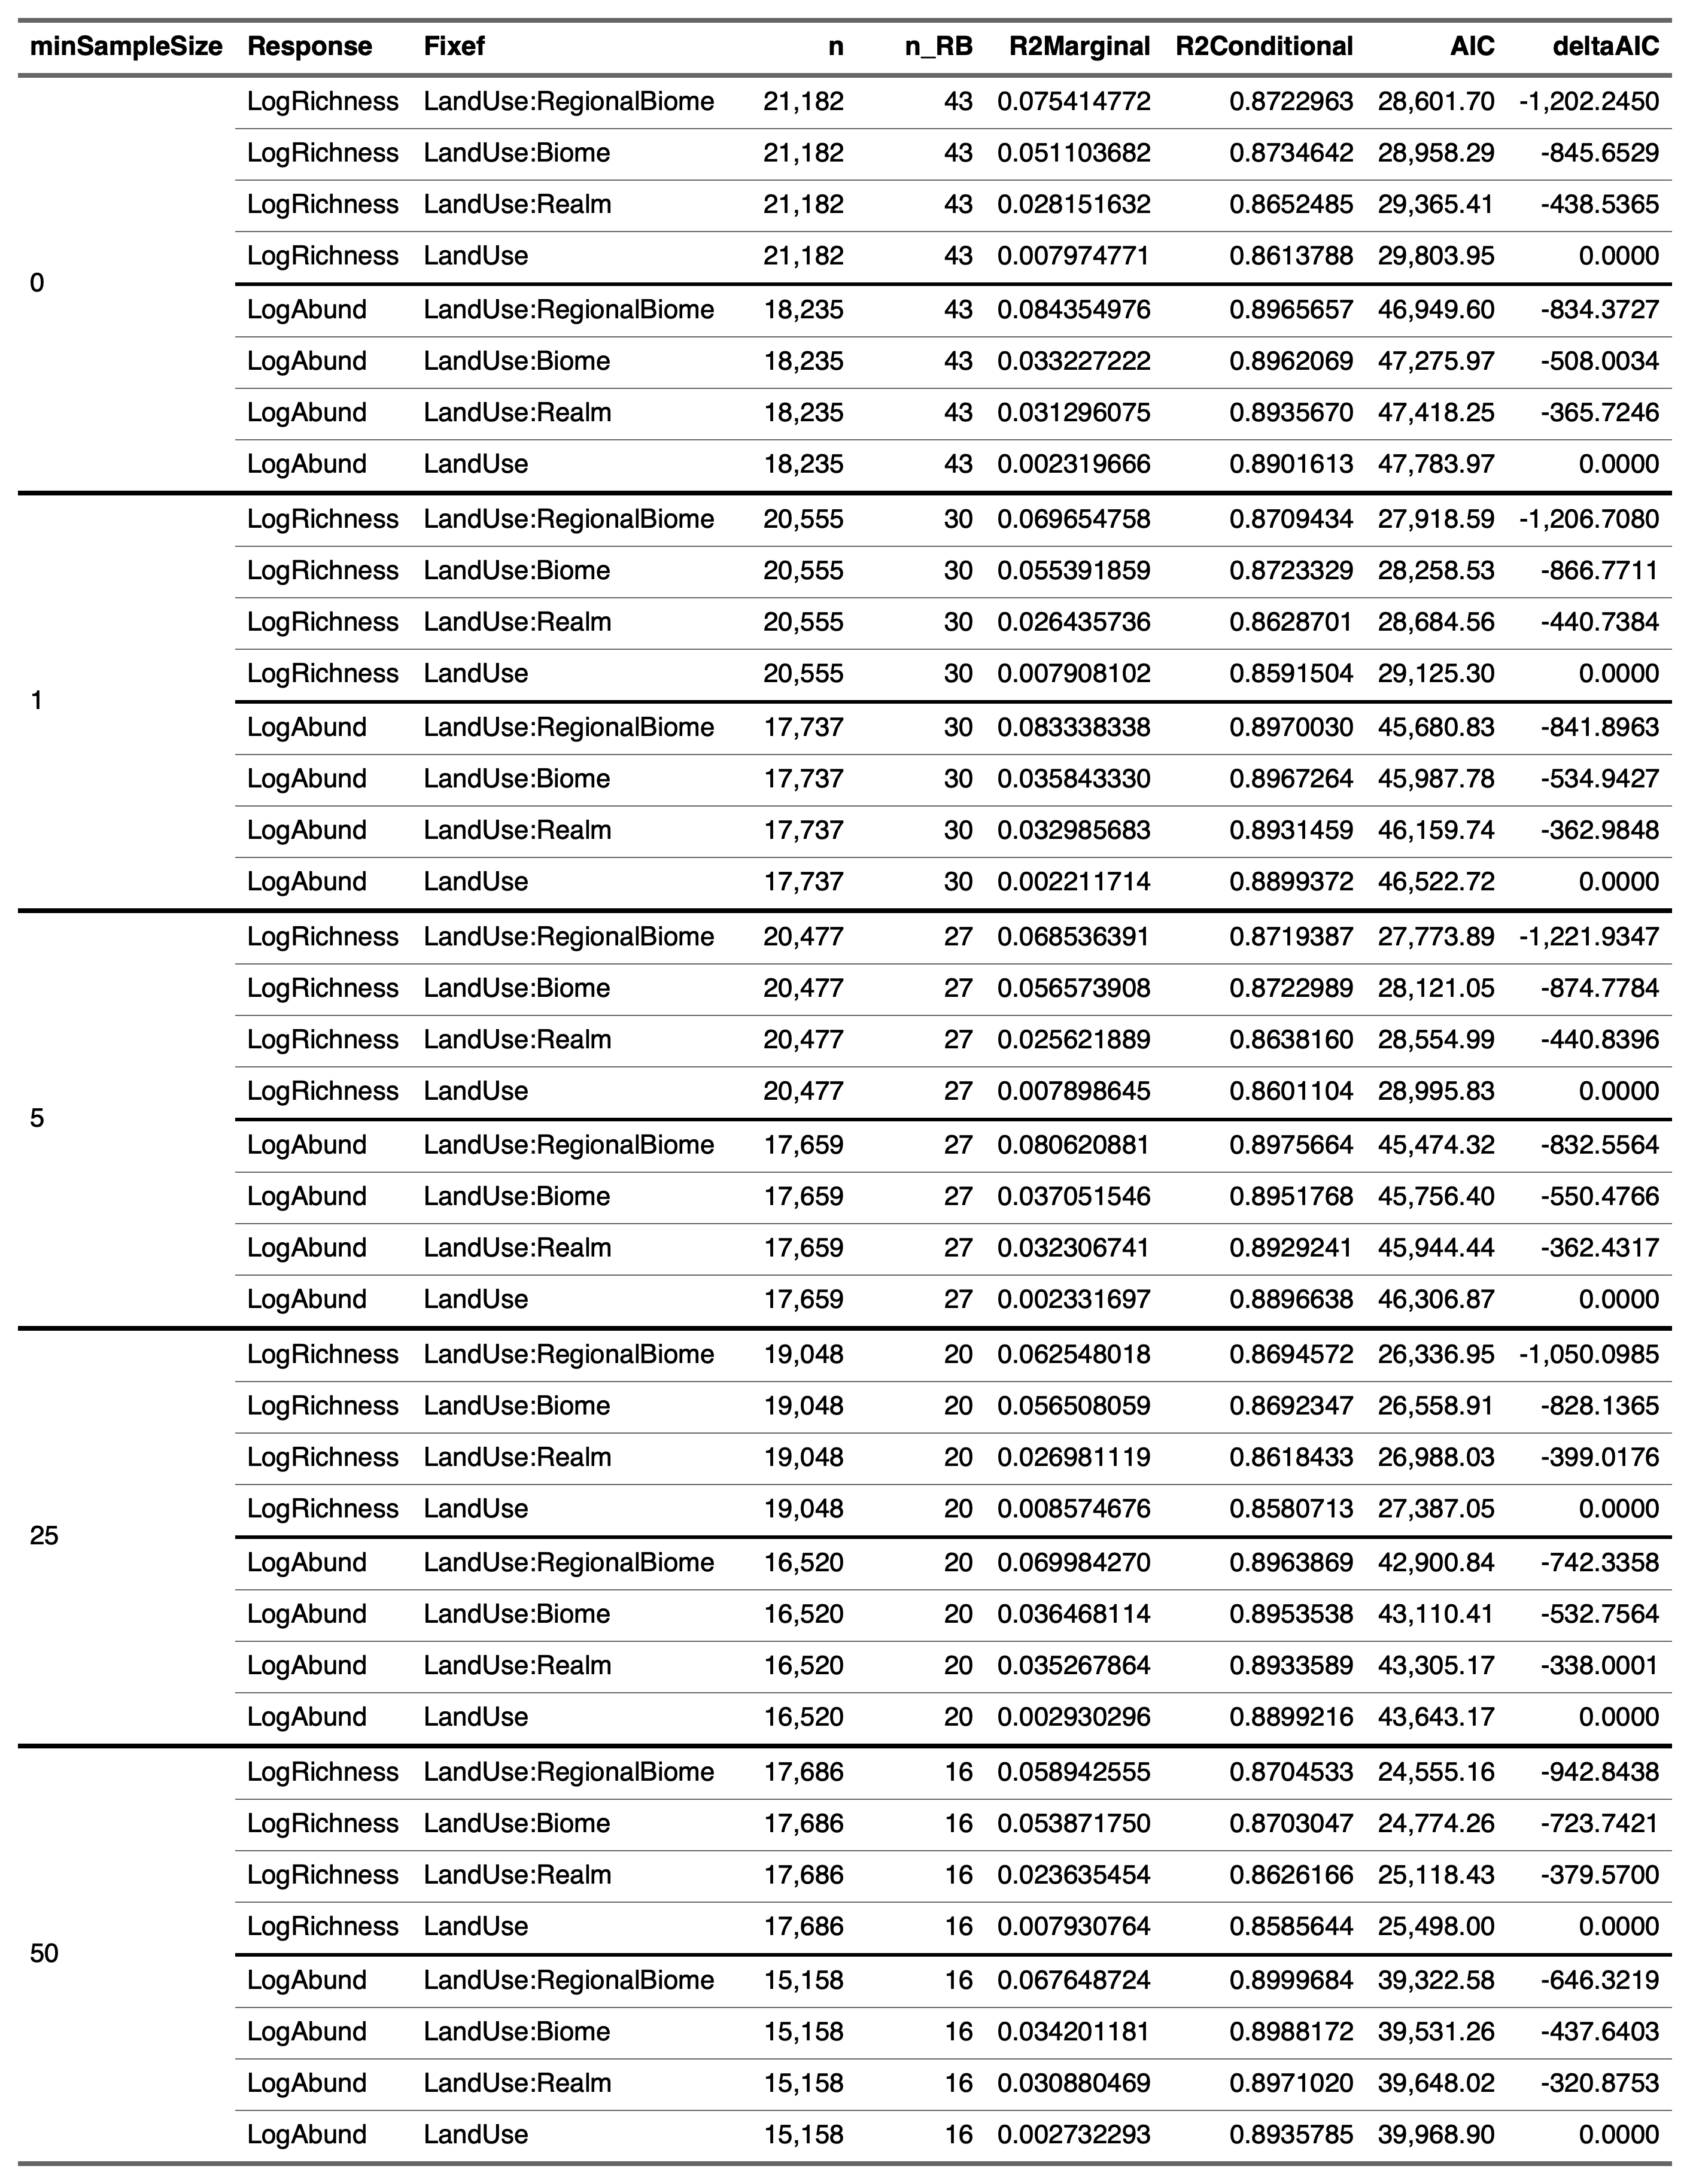 minSampleSize Response Fixef n n_RB R2Marginal R2Conditional AIC deltaAIC
LogRichness LandUse:RegionalBiome 21,182 43 0.075414772 0.8722963 28,601.70 -1,202.2450
LogRichness LandUse:Biome 21,182 43 0.051103682 0.8734642 28,958.29 -845.6529
LogRichness LandUse:Realm 21,182 43 0.028151632 0.8652485 29,365.41 -438.5365
LogRichness LandUse 21,182 43 0.007974771 0.8613788 29,803.95 0.0000
0
LogAbund LandUse:RegionalBiome 18,235 43 0.084354976 0.8965657 46,949.60 -834.3727
LogAbund LandUse:Biome 18,235 43 0.033227222 0.8962069 47,275.97 -508.0034
LogAbund LandUse:Realm 18,235 43 0.031296075 0.8935670 47,418.25 -365.7246
LogAbund LandUse 18,235 43 0.002319666 0.8901613 47,783.97 0.0000
LogRichness LandUse:RegionalBiome 20,555 30 0.069654758 0.8709434 27,918.59 -1,206.7080
LogRichness LandUse:Biome 20,555 30 0.055391859 0.8723329 28,258.53 -866.7711
LogRichness LandUse:Realm 20,555 30 0.026435736 0.8628701 28,684.56 -440.7384
LogRichness LandUse 20,555 30 0.007908102 0.8591504 29,125.30 0.0000
1
LogAbund LandUse:RegionalBiome 17,737 30 0.083338338 0.8970030 45,680.83 -841.8963
LogAbund LandUse:Biome 17,737 30 0.035843330 0.8967264 45,987.78 -534.9427
LogAbund LandUse:Realm 17,737 30 0.032985683 0.8931459 46,159.74 -362.9848
LogAbund LandUse 17,737 30 0.002211714 0.8899372 46,522.72 0.0000
LogRichness LandUse:RegionalBiome 20,477 27 0.068536391 0.8719387 27,773.89 -1,221.9347
LogRichness LandUse:Biome 20,477 27 0.056573908 0.8722989 28,121.05 -874.7784
LogRichness LandUse:Realm 20,477 27 0.025621889 0.8638160 28,554.99 -440.8396
LogRichness LandUse 20,477 27 0.007898645 0.8601104 28,995.83 0.0000
5
LogAbund LandUse:RegionalBiome 17,659 27 0.080620881 0.8975664 45,474.32 -832.5564
LogAbund LandUse:Biome 17,659 27 0.037051546 0.8951768 45,756.40 -550.4766
LogAbund LandUse:Realm 17,659 27 0.032306741 0.8929241 45,944.44 -362.4317
LogAbund LandUse 17,659 27 0.002331697 0.8896638 46,306.87 0.0000
LogRichness LandUse:RegionalBiome 19,048 20 0.062548018 0.8694572 26,336.95 -1,050.0985
LogRichness LandUse:Biome 19,048 20 0.056508059 0.8692347 26,558.91 -828.1365
LogRichness LandUse:Realm 19,048 20 0.026981119 0.8618433 26,988.03 -399.0176
LogRichness LandUse 19,048 20 0.008574676 0.8580713 27,387.05 0.0000
25
LogAbund LandUse:RegionalBiome 16,520 20 0.069984270 0.8963869 42,900.84 -742.3358
LogAbund LandUse:Biome 16,520 20 0.036468114 0.8953538 43,110.41 -532.7564
LogAbund LandUse:Realm 16,520 20 0.035267864 0.8933589 43,305.17 -338.0001
LogAbund LandUse 16,520 20 0.002930296 0.8899216 43,643.17 0.0000
LogRichness LandUse:RegionalBiome 17,686 16 0.058942555 0.8704533 24,555.16 -942.8438
LogRichness LandUse:Biome 17,686 16 0.053871750 0.8703047 24,774.26 -723.7421
LogRichness LandUse:Realm 17,686 16 0.023635454 0.8626166 25,118.43 -379.5700
LogRichness LandUse 17,686 16 0.007930764 0.8585644 25,498.00 0.0000
50
LogAbund LandUse:RegionalBiome 15,158 16 0.067648724 0.8999684 39,322.58 -646.3219
LogAbund LandUse:Biome 15,158 16 0.034201181 0.8988172 39,531.26 -437.6403
LogAbund LandUse:Realm 15,158 16 0.030880469 0.8971020 39,648.02 -320.8753
LogAbund LandUse 15,158 16 0.002732293 0.8935785 39,968.90 0.0000